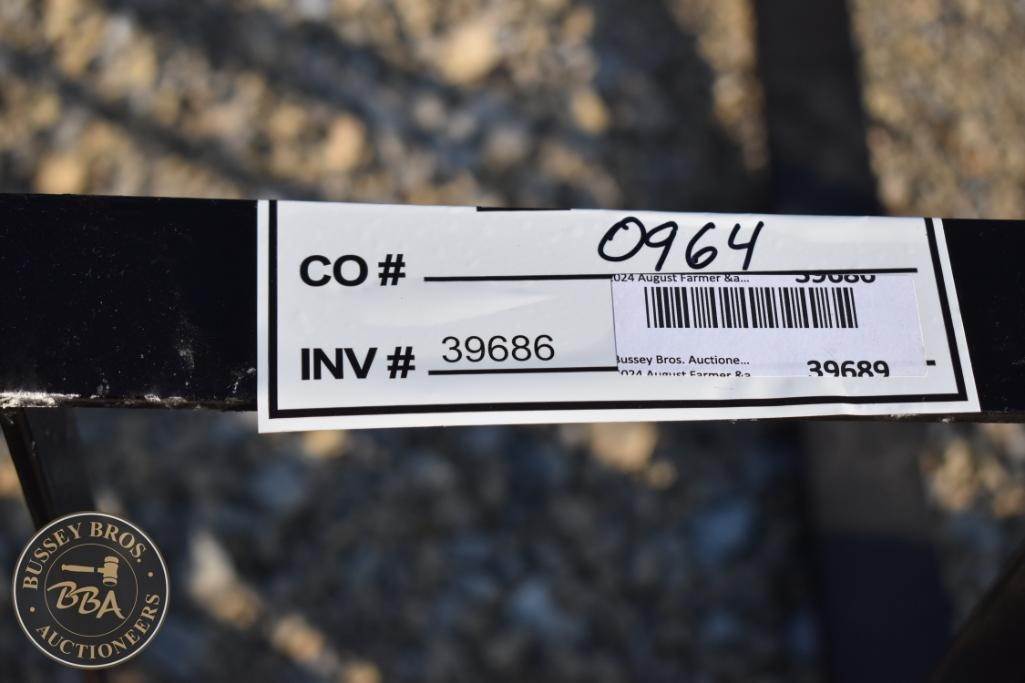 CO # 0964
024 August Farmer &a... 39686
INV # 39686
Bussey Bros. Auctione...
024 August Farmer &a 39689
BUSSEY BROS.
BBA
AUCTIONEERS